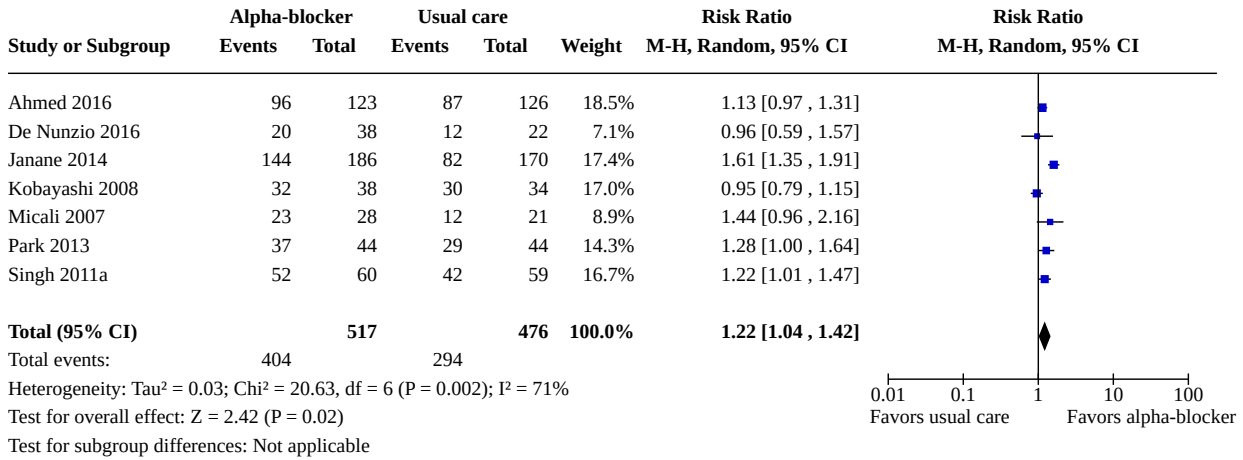 Alpha-blocker Usual care Risk Ratio Risk Ratio
Study or Subgroup Events Total Events Total Weight M-H, Random, 95% CI M-H, Random, 95% CI
Ahmed 2016 96 123 87 126 18.5% 1.13 [0.97 , 1.31]
De Nunzio 2016 20 38 12 22 7.1% 0.96 [0.59 , 1.57]
Janane 2014 144 186 82 170 17.4% 1.61 [1.35 , 1.91]
Kobayashi 2008 32 38 30 34 17.0% 0.95 [0.79 , 1.15]
Micali 2007 23 28 12 21 8.9% 1.44 [0.96 , 2.16]
Park 2013 37 44 29 44 14.3% 1.28 [1.00 , 1.64]
Singh 2011a 52 60 42 59 16.7% 1.22 [1.01 , 1.47]
Total (95% CI) 517 476 100.0% 1.22 [1.04 , 1.42]
Total events: 404 294
Heterogeneity: Tau² = 0.03; Chi² = 20.63, df = 6 (P = 0.002); I² = 71%
0.01 0.1 1 10 100
Test for overall effect: Z = 2.42 (P = 0.02)
Favors usual care Favors alpha-blocker
Test for subgroup differences: Not applicable